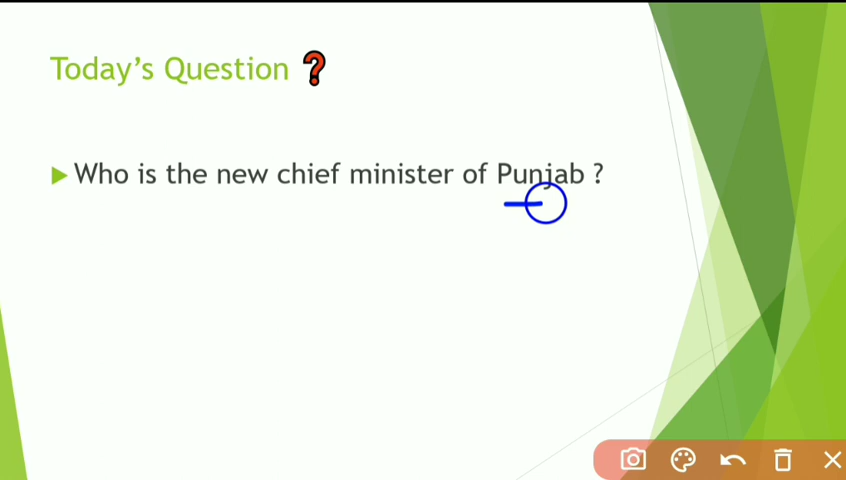 Today’s Question ❓
Who is the new chief minister of Punjab ?